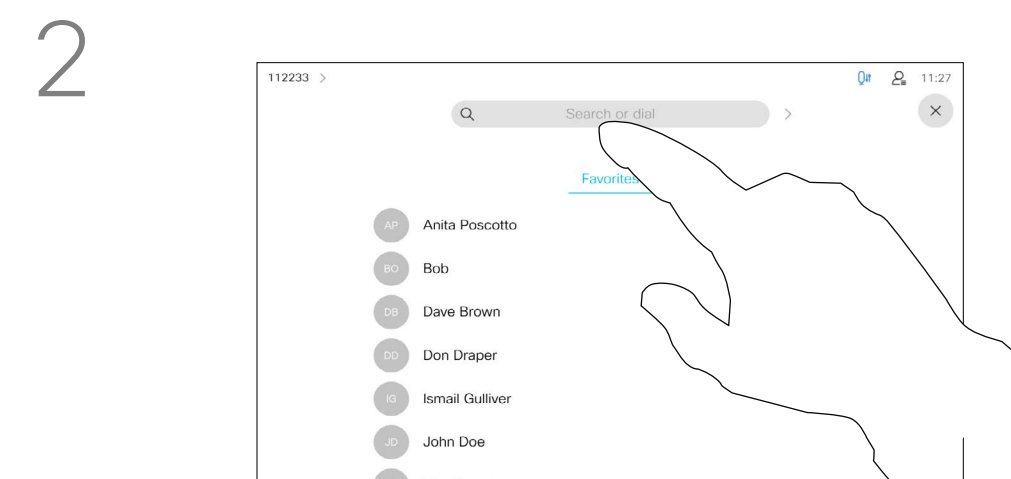 2
112233 >
11:27
Search or dial
Favorites
AP Anita Poscotto
BO Bob
DB Dave Brown
DD Don Draper
IG Ismail Gulliver
JD John Doe